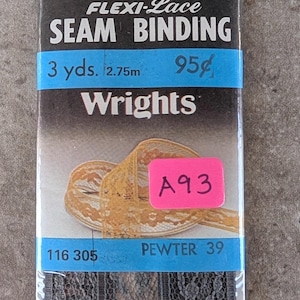 FLEXI-Lace
SEAM BINDING
3 yds. 2.75m 95¢
Wrights
A93
116 305 PEWTER 39